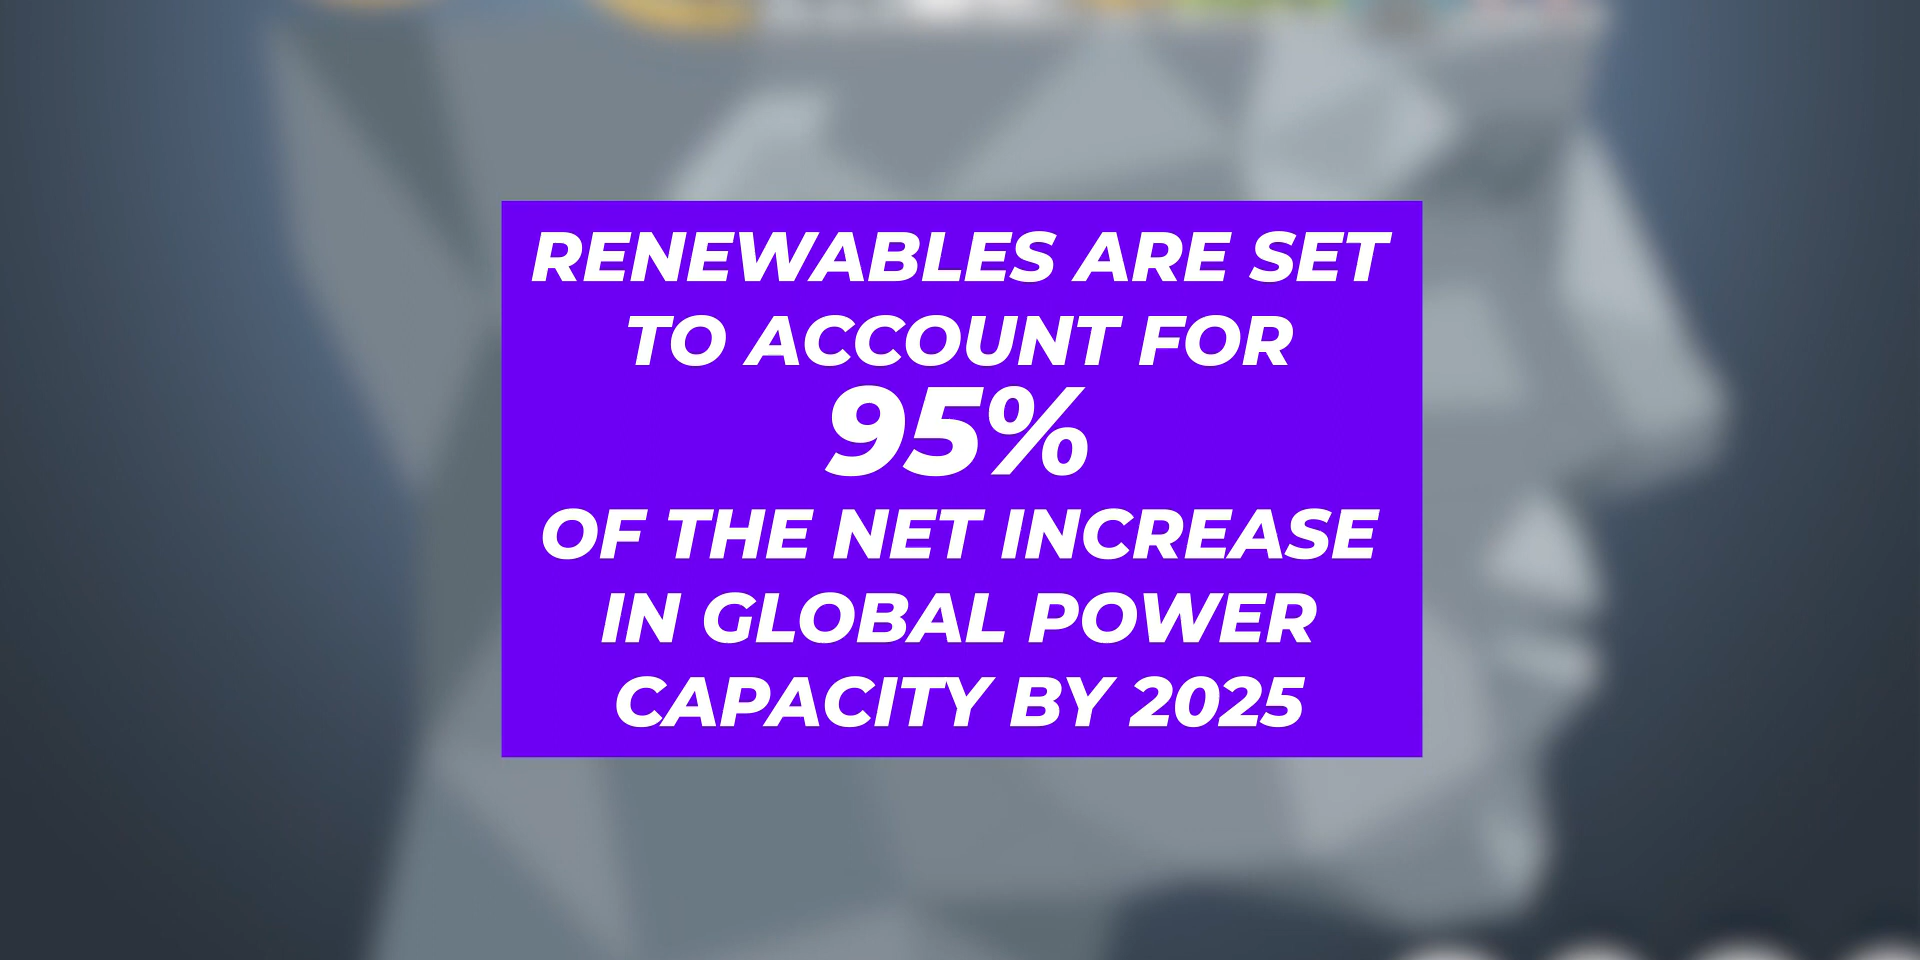 RENEWABLES ARE SET
TO ACCOUNT FOR
95%
OF THE NET INCREASE
IN GLOBAL POWER
CAPACITY BY 2025